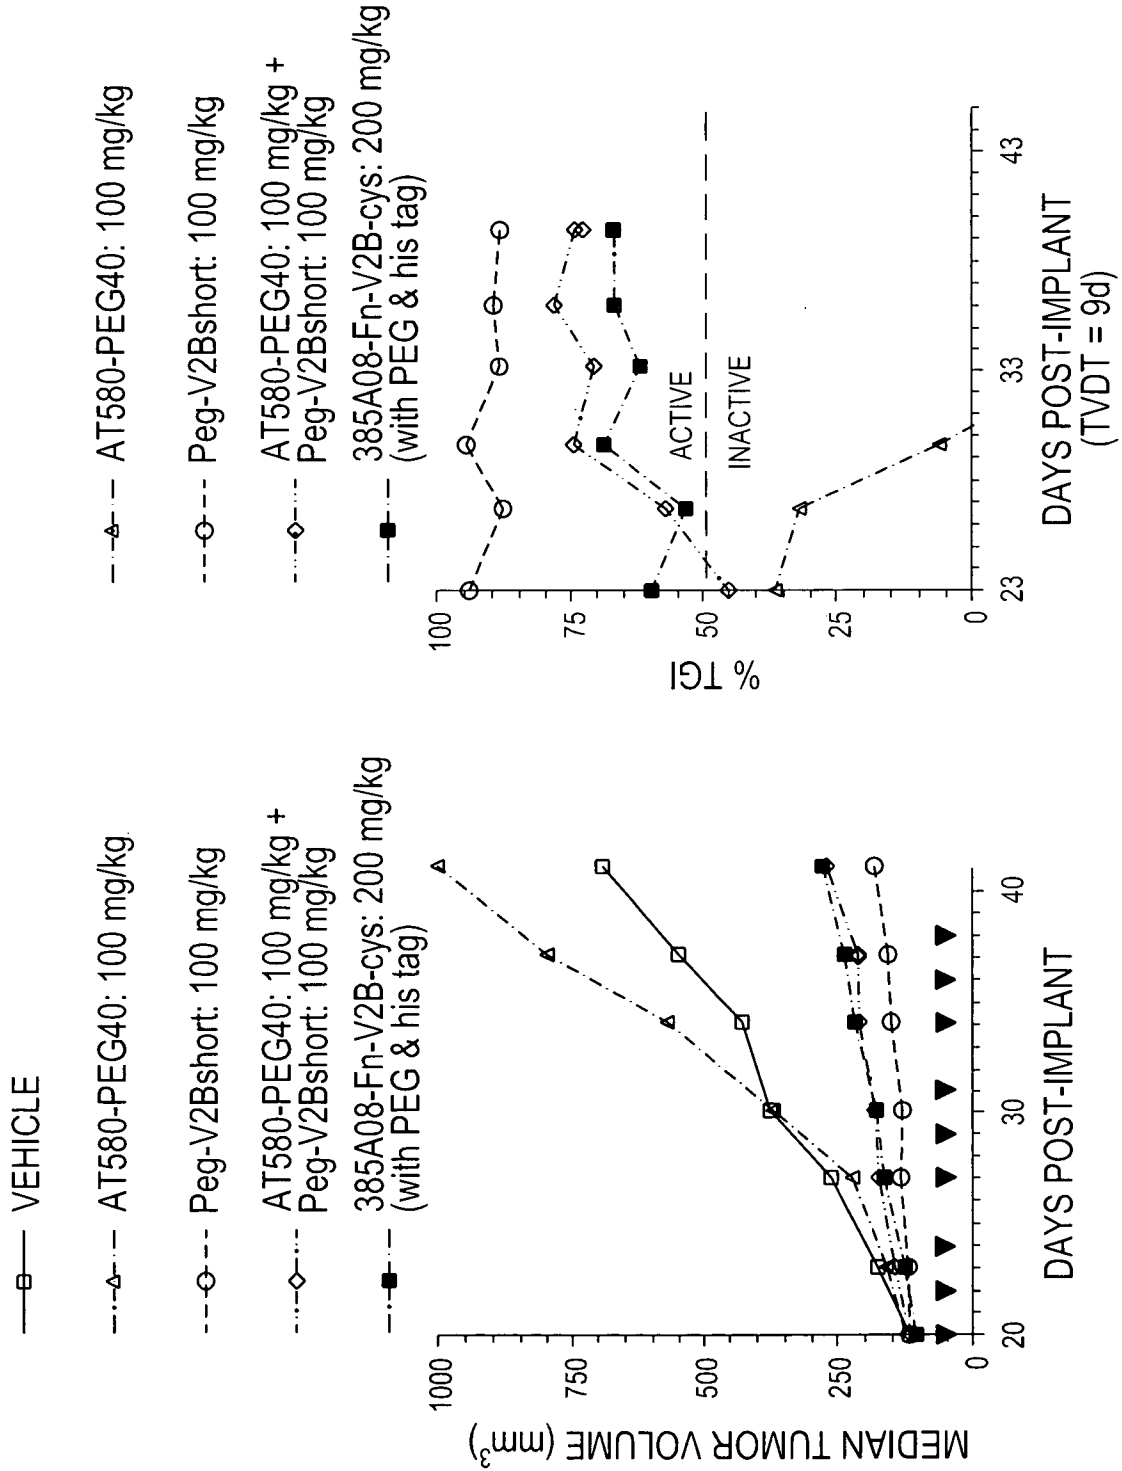 VEHICLE
AT580-PEG40: 100 mg/kg
Peg-V2Bshort: 100 mg/kg
AT580-PEG40: 100 mg/kg +
Peg-V2Bshort: 100 mg/kg
385A08-Fn-V2B-cys: 200 mg/kg
(with PEG & his tag)
MEDIAN TUMOR VOLUME (mm³)
1000
750
500
250
0
20
30
40
DAYS POST-IMPLANT
AT580-PEG40: 100 mg/kg
Peg-V2Bshort: 100 mg/kg
AT580-PEG40: 100 mg/kg +
Peg-V2Bshort: 100 mg/kg
385A08-Fn-V2B-cys: 200 mg/kg
(with PEG & his tag)
% TGI
100
75
50
25
0
ACTIVE
INACTIVE
23
33
43
DAYS POST-IMPLANT
(TVDT = 9d)